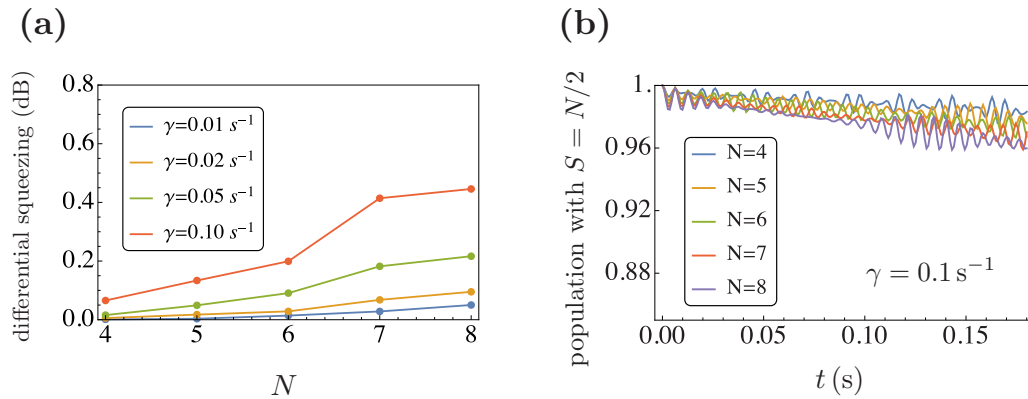 (a)
differential squeezing (dB)
0.8
0.6
0.4
0.2
0.0
γ=0.01 s⁻¹
γ=0.02 s⁻¹
γ=0.05 s⁻¹
γ=0.10 s⁻¹
4 5 6 7 8
N
(b)
population with S = N/2
1.
0.96
0.92
0.88
N=4
N=5
N=6
N=7
N=8
γ = 0.1 s⁻¹
0.00 0.05 0.10 0.15
t (s)